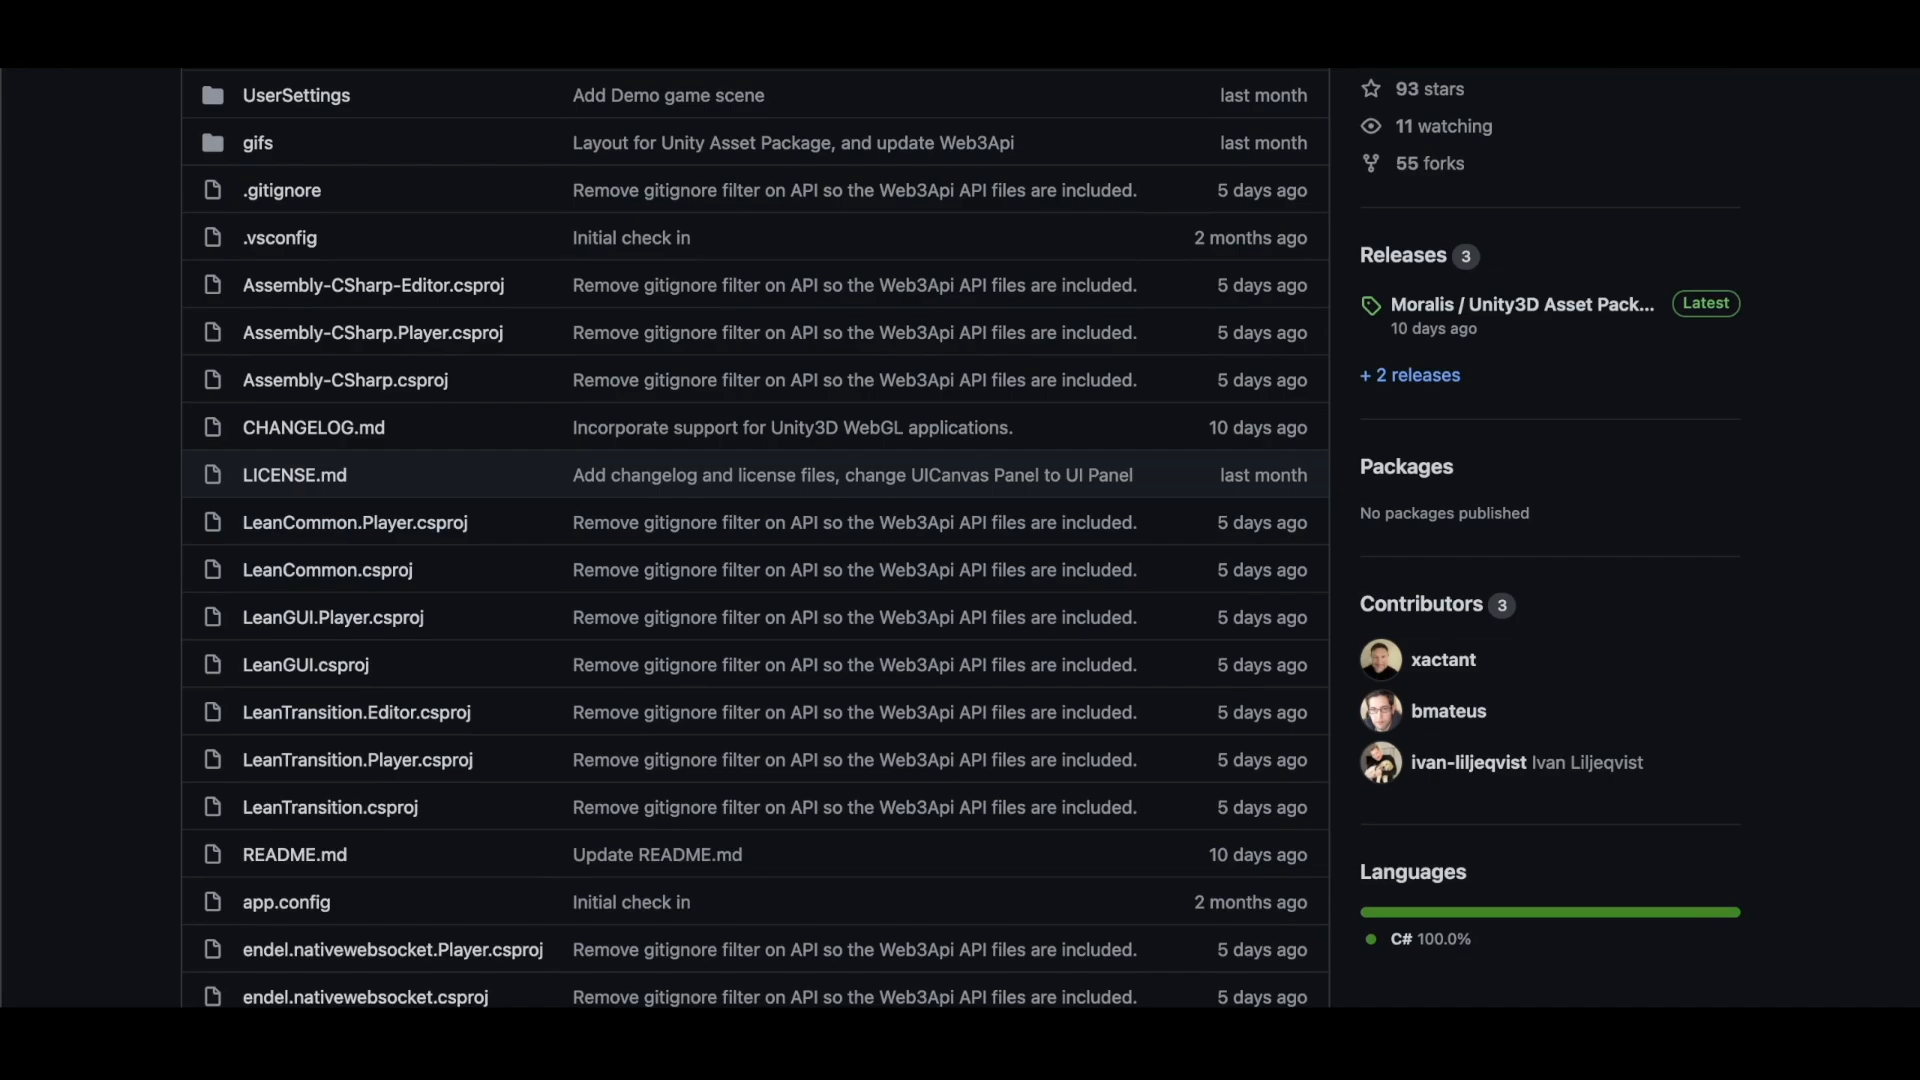 UserSettings Add Demo game scene last month
gifs Layout for Unity Asset Package, and update Web3Api last month
.gitignore Remove gitignore filter on API so the Web3Api API files are included. 5 days ago
.vsconfig Initial check in 2 months ago
Assembly-CSharp-Editor.csproj Remove gitignore filter on API so the Web3Api API files are included. 5 days ago
Assembly-CSharp.Player.csproj Remove gitignore filter on API so the Web3Api API files are included. 5 days ago
Assembly-CSharp.csproj Remove gitignore filter on API so the Web3Api API files are included. 5 days ago
CHANGELOG.md Incorporate support for Unity3D WebGL applications. 10 days ago
LICENSE.md Add changelog and license files, change UICanvas Panel to UI Panel last month
LeanCommon.Player.csproj Remove gitignore filter on API so the Web3Api API files are included. 5 days ago
LeanCommon.csproj Remove gitignore filter on API so the Web3Api API files are included. 5 days ago
LeanGUI.Player.csproj Remove gitignore filter on API so the Web3Api API files are included. 5 days ago
LeanGUI.csproj Remove gitignore filter on API so the Web3Api API files are included. 5 days ago
LeanTransition.Editor.csproj Remove gitignore filter on API so the Web3Api API files are included. 5 days ago
LeanTransition.Player.csproj Remove gitignore filter on API so the Web3Api API files are included. 5 days ago
LeanTransition.csproj Remove gitignore filter on API so the Web3Api API files are included. 5 days ago
README.md Update README.md 10 days ago
app.config Initial check in 2 months ago
endel.nativewebsocket.Player.csproj Remove gitignore filter on API so the Web3Api API files are included. 5 days ago
endel.nativewebsocket.csproj Remove gitignore filter on API so the Web3Api API files are included. 5 days ago
93 stars
11 watching
55 forks
Releases 3
Moralis / Unity3D Asset Pack... Latest
10 days ago
+ 2 releases
Packages
No packages published
Contributors 3
xactant
bmateus
ivan-liljeqvist Ivan Liljeqvist
Languages
C# 100.0%